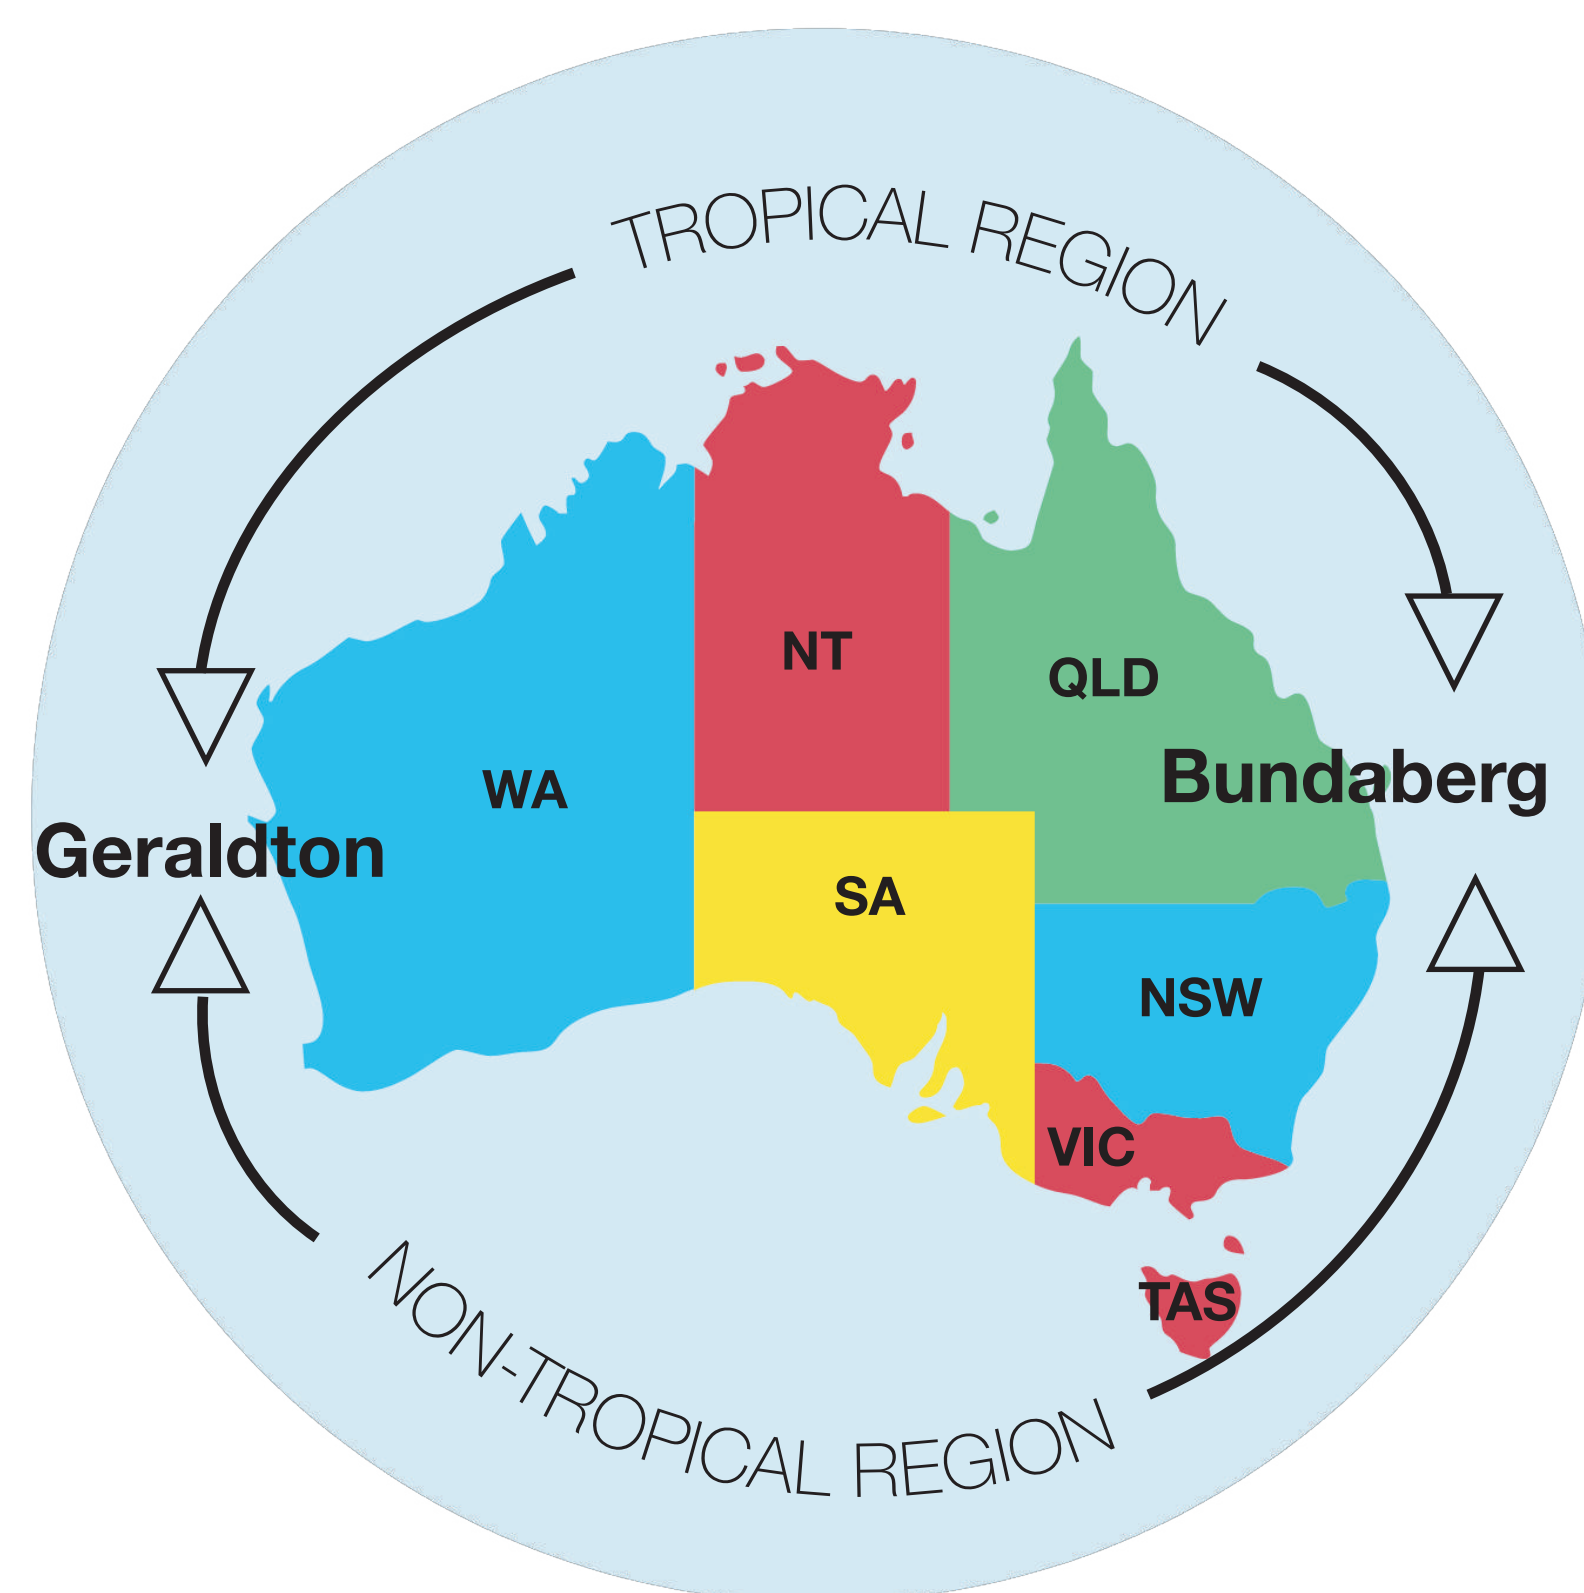 TROPICAL REGION
NT
QLD
Bundaberg
WA
Geraldton
SA
NSW
VIC
TAS
NON-TROPICAL REGION